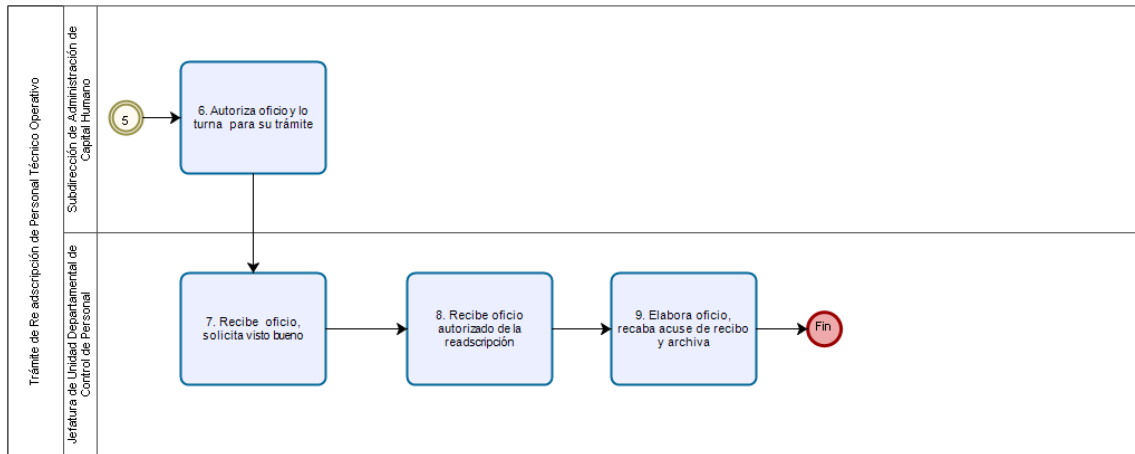 Trámite de Readscripción de Personal Técnico Operativo
Subdirección de Administración de
Capital Humano
5
6. Autoriza oficio y lo
turna para su trámite
Jefatura de Unidad Departamental de
Control de Personal
7. Recibe oficio,
solicita visto bueno
8. Recibe oficio
autorizado de la
readscripción
9. Elabora oficio,
recaba acuse de recibo
y archiva
Fin